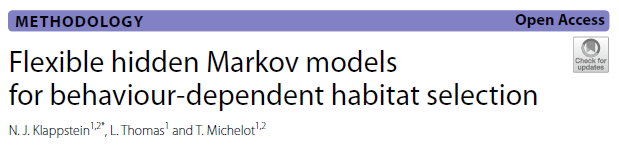 METHODOLOGY Open Access
Check for
updates
Flexible hidden Markov models
for behaviour-dependent habitat selection
N. J. Klappstein1,2*, L. Thomas1 and T. Michelot1,2